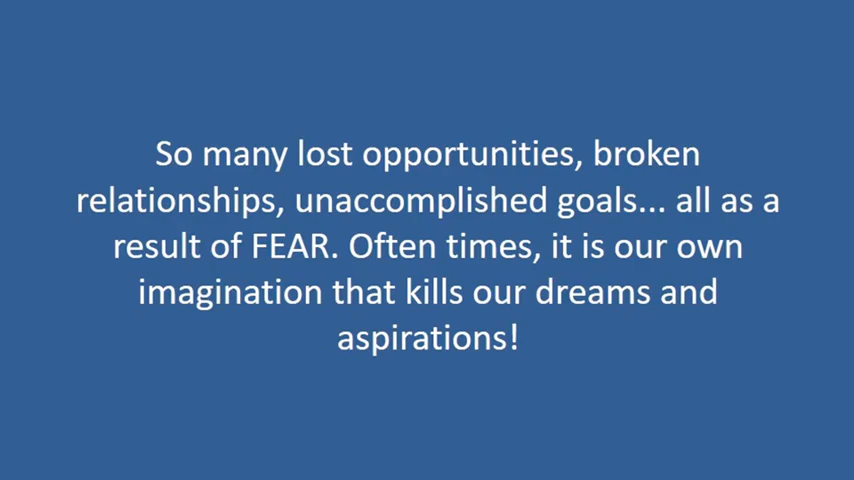 So many lost opportunities, broken
relationships, unaccomplished goals... all as a
result of FEAR. Often times, it is our own
imagination that kills our dreams and
aspirations!